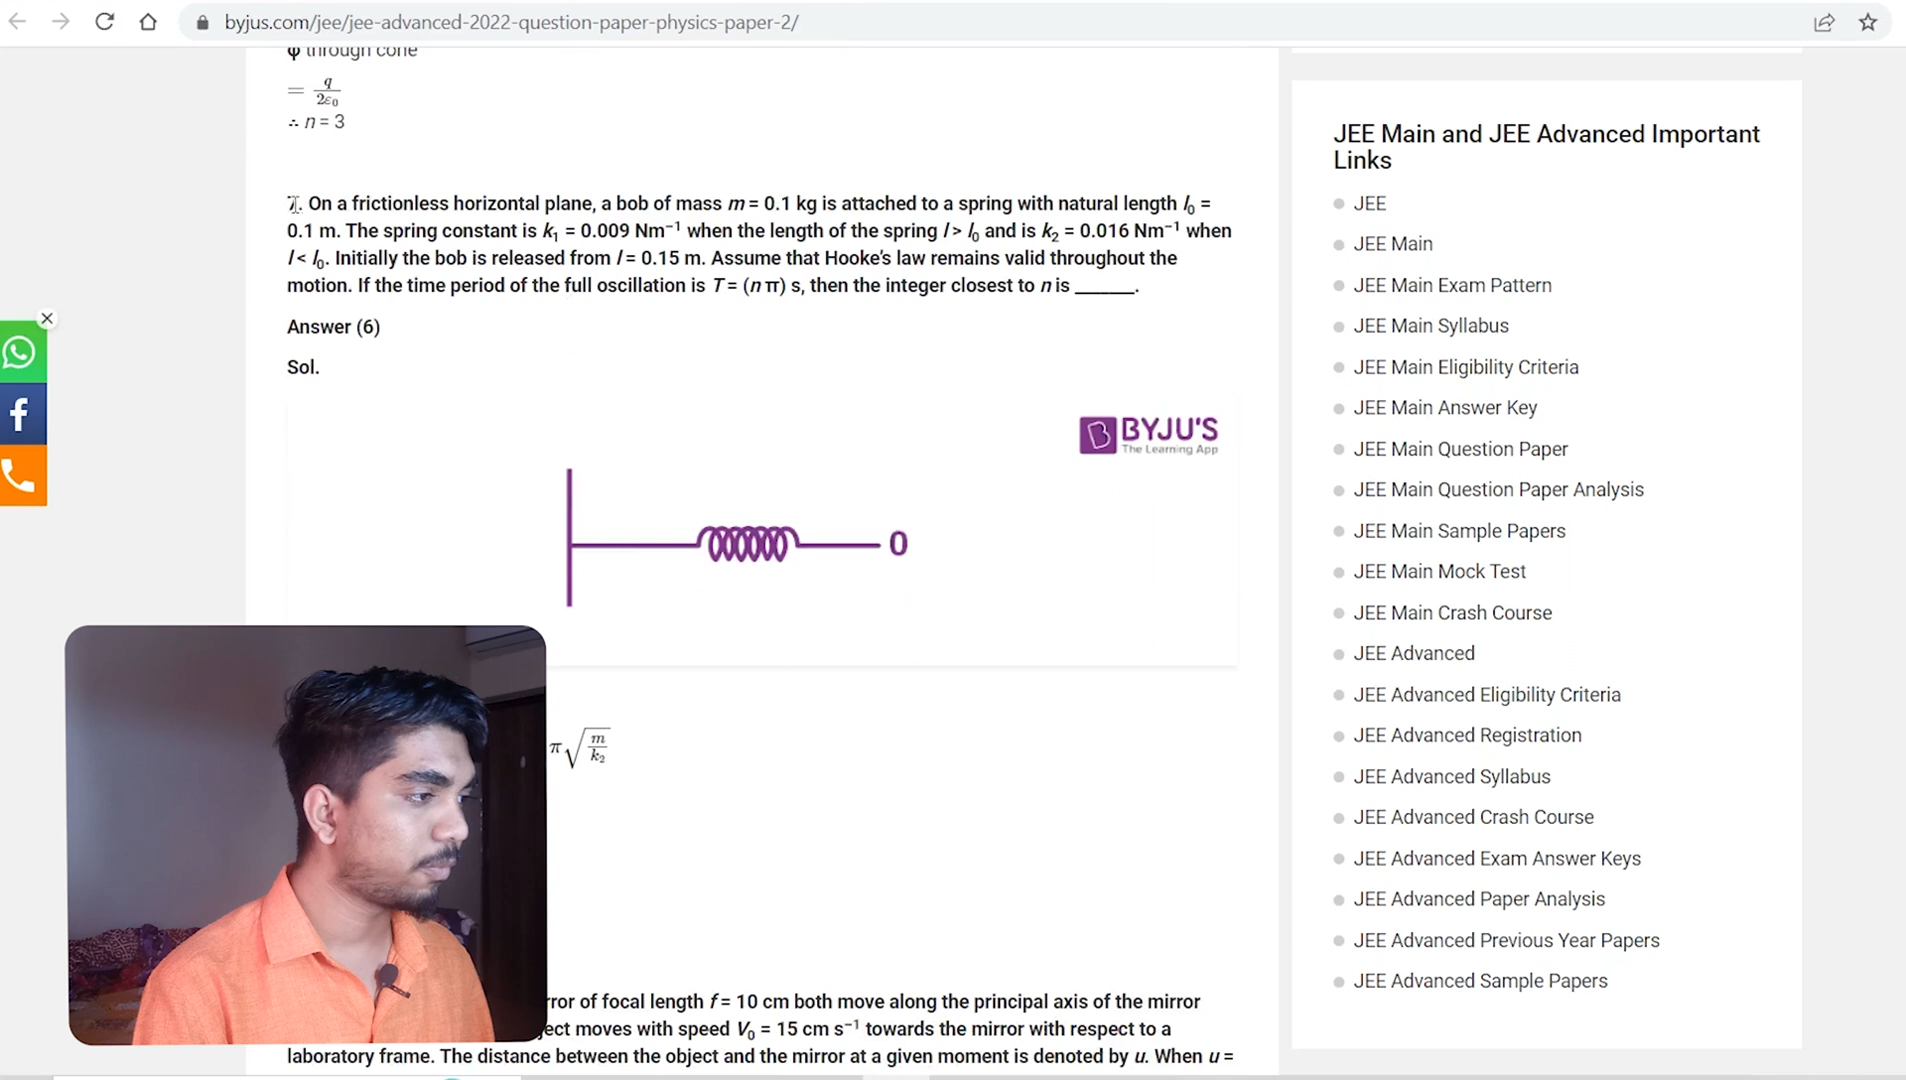 byjus.com/jee/jee-advanced-2022-question-paper-physics-paper-2/
φ through cone
= q/2ε₀
∴ n = 3
7. On a frictionless horizontal plane, a bob of mass m = 0.1 kg is attached to a spring with natural length l₀ =
0.1 m. The spring constant is k₁ = 0.009 Nm⁻¹ when the length of the spring l > l₀ and is k₂ = 0.016 Nm⁻¹ when
l < l₀. Initially the bob is released from l = 0.15 m. Assume that Hooke's law remains valid throughout the
motion. If the time period of the full oscillation is T = (n π) s, then the integer closest to n is ______.
Answer (6)
Sol.
BYJU'S
The Learning App
0
π√(m/k₂)
rror of focal length f = 10 cm both move along the principal axis of the mirror
ject moves with speed V₀ = 15 cm s⁻¹ towards the mirror with respect to a
laboratory frame. The distance between the object and the mirror at a given moment is denoted by u. When u =
JEE Main and JEE Advanced Important
Links
JEE
JEE Main
JEE Main Exam Pattern
JEE Main Syllabus
JEE Main Eligibility Criteria
JEE Main Answer Key
JEE Main Question Paper
JEE Main Question Paper Analysis
JEE Main Sample Papers
JEE Main Mock Test
JEE Main Crash Course
JEE Advanced
JEE Advanced Eligibility Criteria
JEE Advanced Registration
JEE Advanced Syllabus
JEE Advanced Crash Course
JEE Advanced Exam Answer Keys
JEE Advanced Paper Analysis
JEE Advanced Previous Year Papers
JEE Advanced Sample Papers